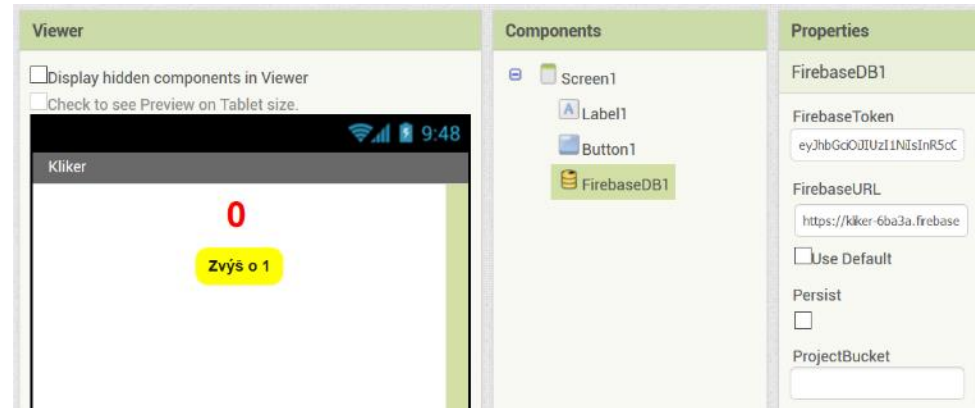 Viewer
Display hidden components in Viewer
Check to see Preview on Tablet size.
9:48
Kliker
0
Zvýš o 1
Components
Screen1
Label1
Button1
FirebaseDB1
Properties
FirebaseDB1
FirebaseToken
eyJhbGciOJIUzI1NiIsInR5cC
FirebaseURL
https://kiker-6ba3a.firebase
Use Default
Persist
ProjectBucket